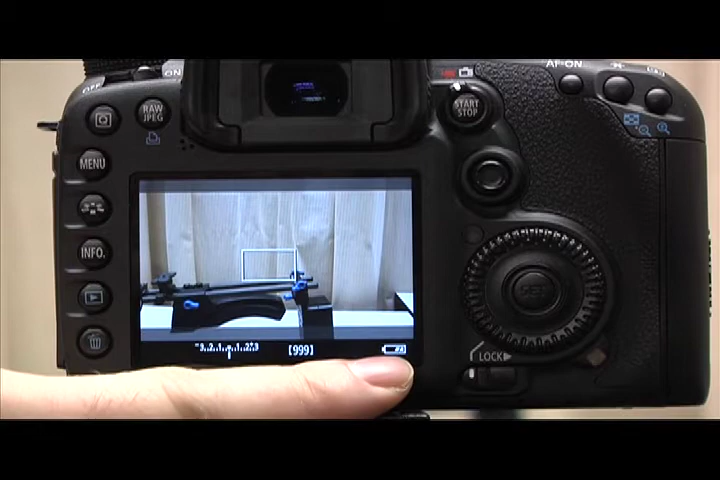 ON
OFF
AF-ON
RAW
JPEG
START
STOP
MENU
INFO.
SET
[999]
LOCK